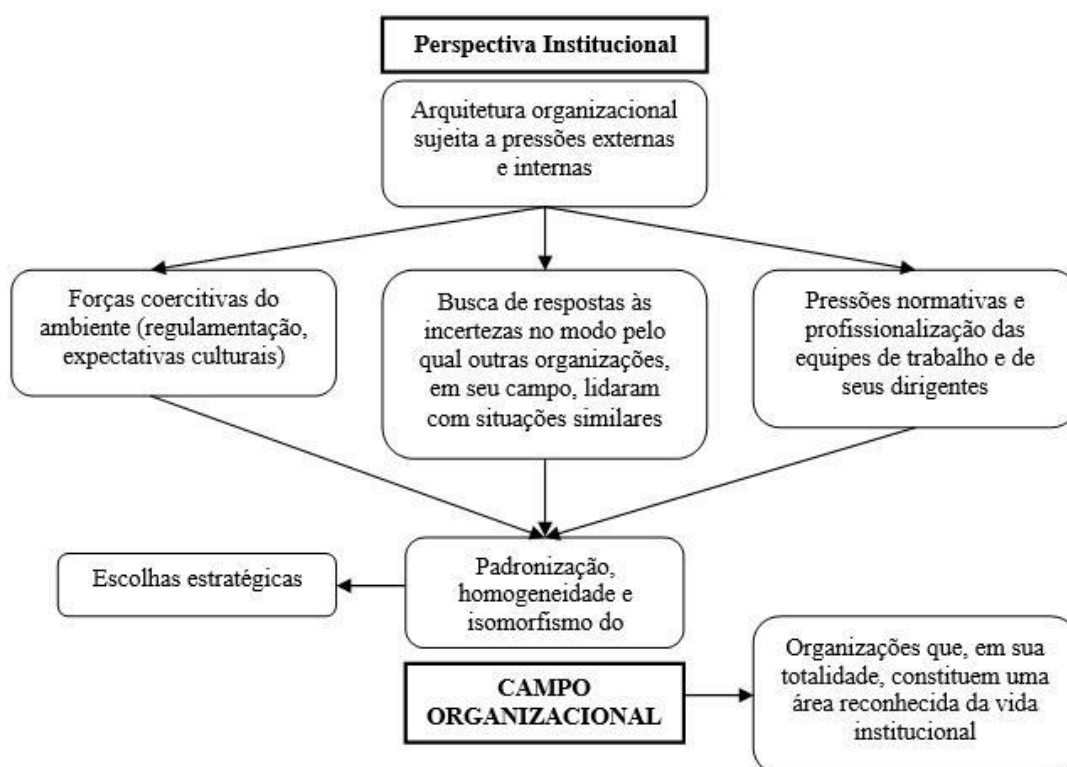 Perspectiva Institucional
Arquitetura organizacional
sujeita a pressões externas
e internas
Forças coercitivas do
ambiente (regulamentação,
expectativas culturais)
Busca de respostas às
incertezas no modo pelo
qual outras organizações,
em seu campo, lidaram
com situações similares
Pressões normativas e
profissionalização das
equipes de trabalho e de
seus dirigentes
Escolhas estratégicas
Padronização,
homogeneidade e
isomorfismo do
CAMPO
ORGANIZACIONAL
Organizações que, em sua
totalidade, constituem uma
área reconhecida da vida
institucional